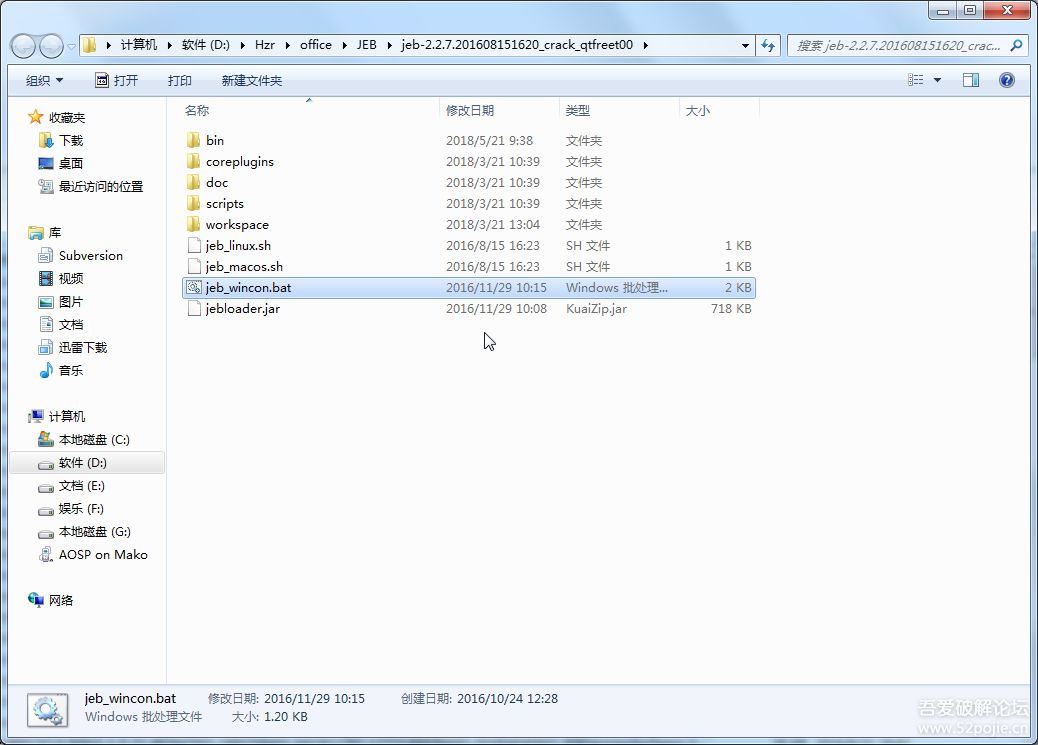 计算机 软件 (D:) Hzr office JEB jeb-2.2.7.201608151620_crack_qtfreet00 搜索 jeb-2.2.7.201608151620_crac...
组织 打开 打印 新建文件夹
名称 修改日期 类型 大小
收藏夹
下载
桌面
最近访问的位置
库
Subversion
视频
图片
文档
迅雷下载
音乐
计算机
本地磁盘 (C:)
软件 (D:)
文档 (E:)
娱乐 (F:)
本地磁盘 (G:)
AOSP on Mako
网络
bin 2018/5/21 9:38 文件夹
coreplugins 2018/3/21 10:39 文件夹
doc 2018/3/21 10:39 文件夹
scripts 2018/3/21 10:39 文件夹
workspace 2018/3/21 13:04 文件夹
jeb_linux.sh 2016/8/15 16:23 SH 文件 1 KB
jeb_macos.sh 2016/8/15 16:23 SH 文件 1 KB
jeb_wincon.bat 2016/11/29 10:15 Windows 批处理... 2 KB
jebloader.jar 2016/11/29 10:08 KuaiZip.jar 718 KB
jeb_wincon.bat 修改日期: 2016/11/29 10:15 创建日期: 2016/10/24 12:28
Windows 批处理文件 大小: 1.20 KB
吾爱破解论坛
www.52pojie.cn